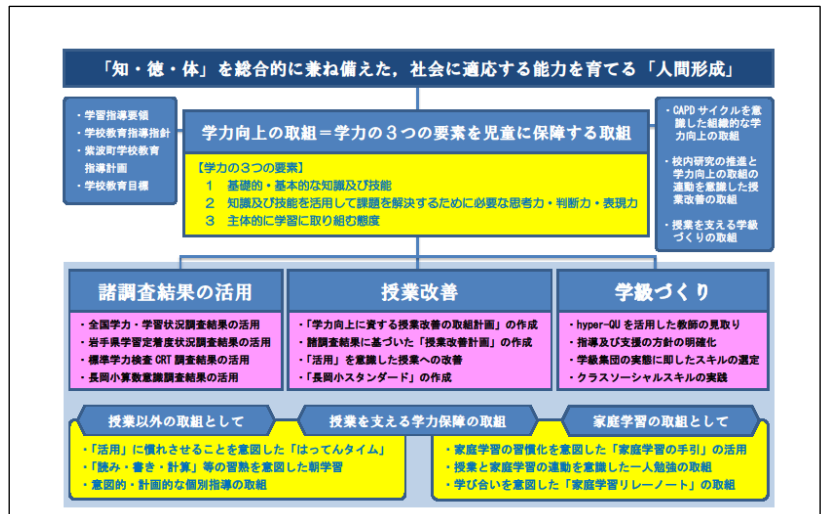 「知・徳・体」を総合的に兼ね備えた，社会に適応する能力を育てる「人間形成」
・学習指導要領
・学校教育指導指針
・紫波町学校教育
指導計画
・学校教育目標
学力向上の取組＝学力の３つの要素を児童に保障する取組
【学力の３つの要素】
１　基礎的・基本的な知識及び技能
２　知識及び技能を活用して課題を解決するために必要な思考力・判断力・表現力
３　主体的に学習に取り組む態度
・CAPDサイクルを意
識した組織的な学
力向上の取組
・校内研究の推進と
学力向上の取組の
連動を意識した授
業改善の取組
・授業を支える学級
づくりの取組
諸調査結果の活用
・全国学力・学習状況調査結果の活用
・岩手県学習定着度状況調査結果の活用
・標準学力検査CRT調査結果の活用
・長岡小算数意識調査結果の活用
授業改善
・「学力向上に資する授業改善の取組計画」の作成
・諸調査結果に基づいた「授業改善計画」の作成
・「活用」を意識した授業への改善
・「長岡小スタンダード」の作成
学級づくり
・hyper-QUを活用した教師の見取り
・指導及び支援の方針の明確化
・学級集団の実態に即したスキルの選定
・クラスソーシャルスキルの実践
授業以外の取組として
授業を支える学力保障の取組
家庭学習の取組として
・「活用」に慣れさせることを意図した「はってんタイム」
・「読み・書き・計算」等の習熟を意図した朝学習
・意図的・計画的な個別指導の取組
・家庭学習の習慣化を意図した「家庭学習の手引」の活用
・授業と家庭学習の連動を意識した一人勉強の取組
・学び合いを意図した「家庭学習リレーノート」の取組